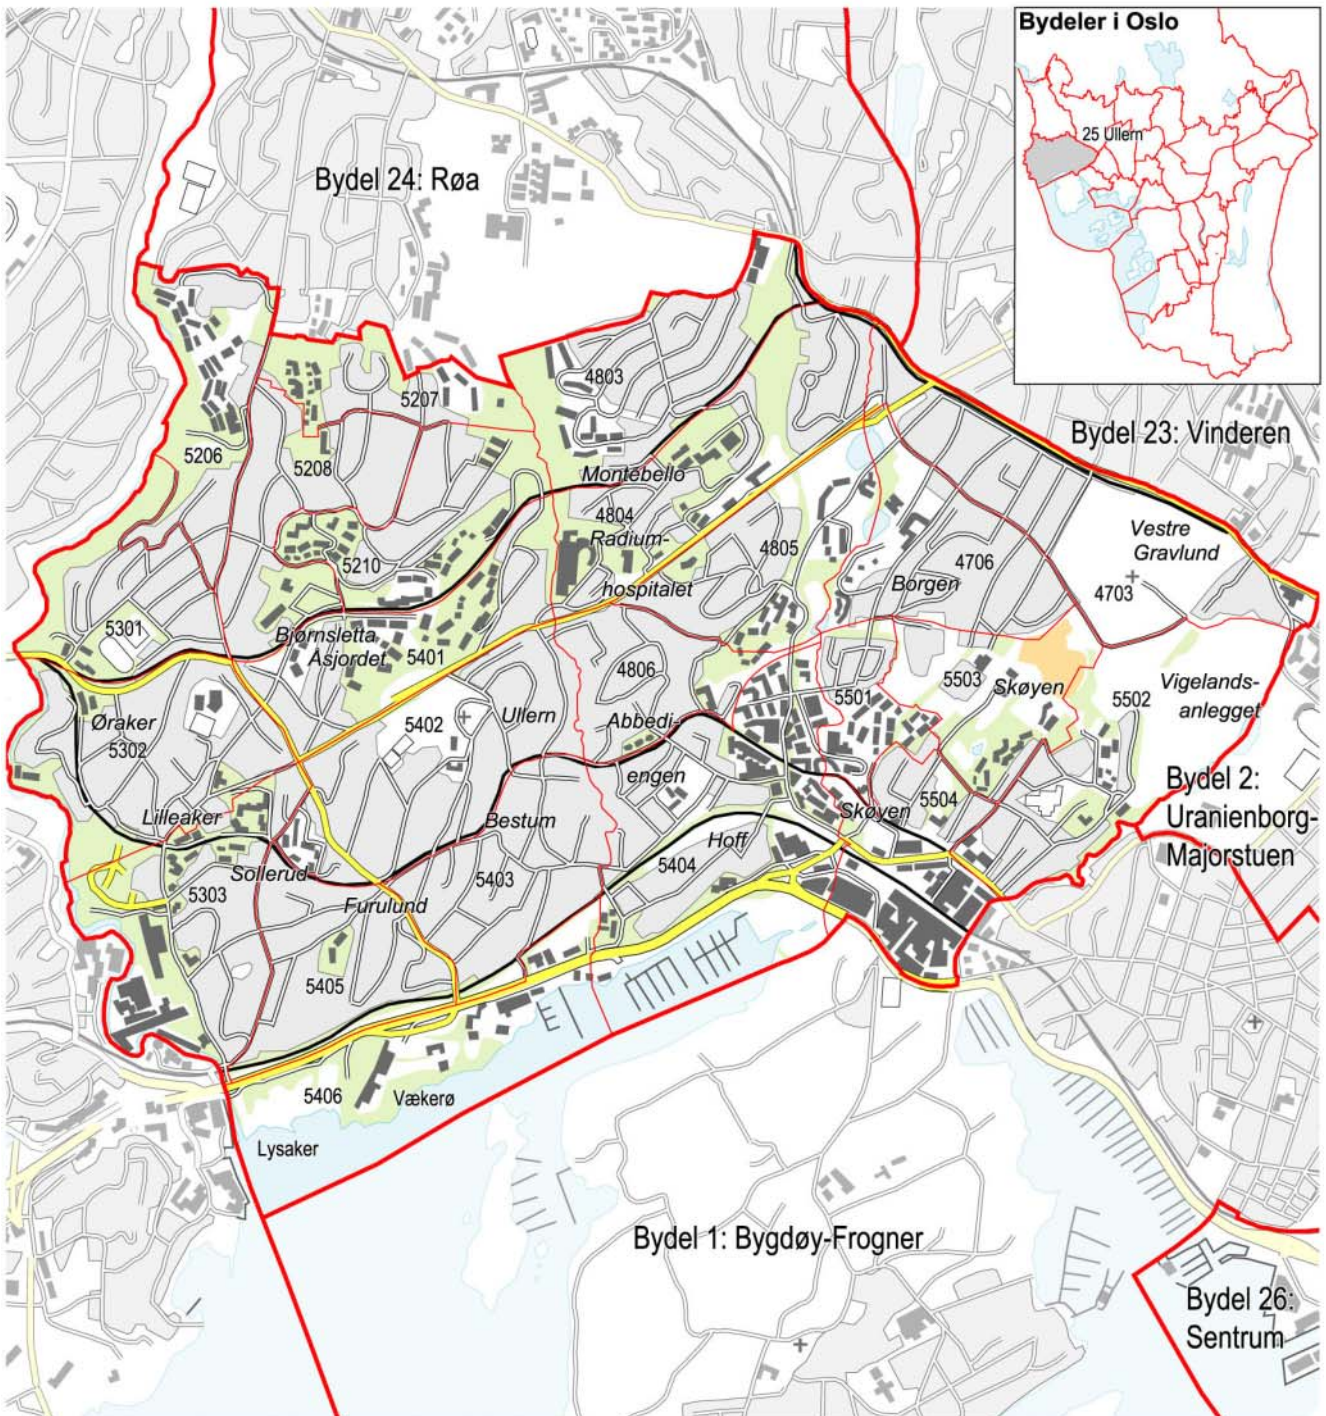 Bydeler i Oslo
25 Ullern
Bydel 24: Røa
4803
5207
Bydel 23: Vinderen
5206
5208
Montebello
4804
Radium-
hospitalet
4805
Vestre
Gravlund
4706
Borgen
4703
5210
5301
Bjørnsletta
Åsjordet
5401
4806
5503
Skøyen
5501
5502
Vigelands-
anlegget
Øraker
5302
5402
Ullern
Abbedi-
engen
Bydel 2:
Uranienborg-
Majorstuen
Lilleaker
Bestum
Skøyen
5504
Hoff
5404
Sollerud
5303
5403
Furulund
5405
5406
Vækerø
Lysaker
Bydel 1: Bygdøy-Frogner
Bydel 26:
Sentrum